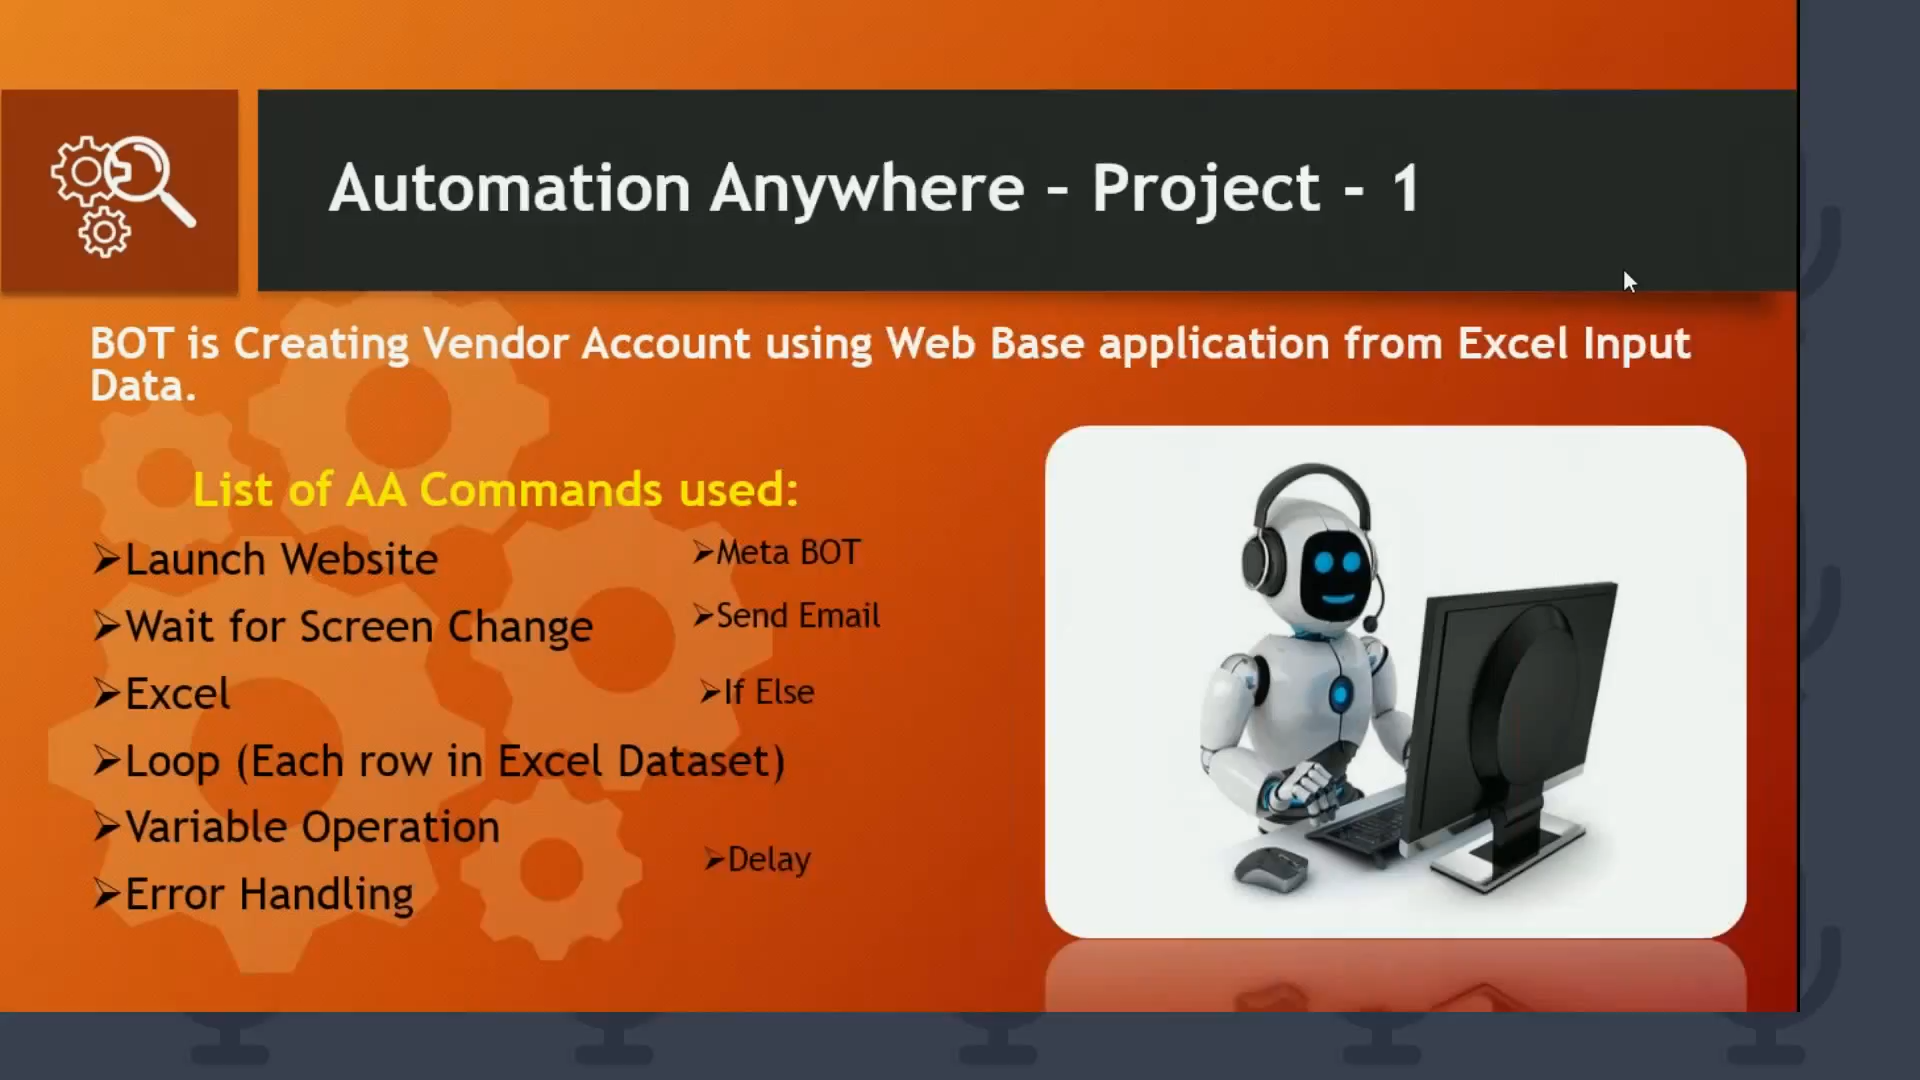 Automation Anywhere – Project - 1
BOT is Creating Vendor Account using Web Base application from Excel Input
Data.
List of AA Commands used:
➢Launch Website
➢Wait for Screen Change
➢Excel
➢Loop (Each row in Excel Dataset)
➢Variable Operation
➢Error Handling
➢Meta BOT
➢Send Email
➢If Else
➢Delay